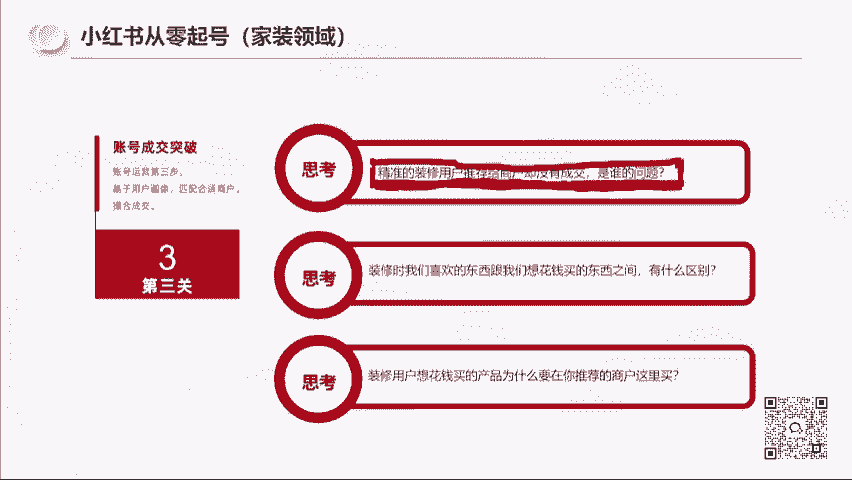 小红书从零起号（家装领域）
账号成交突破
账号运营第三步。
基于用户画像，匹配合适商户，
撮合成交。
3
第三关
思考
精准的装修用户推荐给商户却没有成交，是谁的问题？
思考
装修时我们喜欢的东西跟我们想花钱买的东西之间，有什么区别？
思考
装修用户想花钱买的产品为什么要在你推荐的商户这里买？